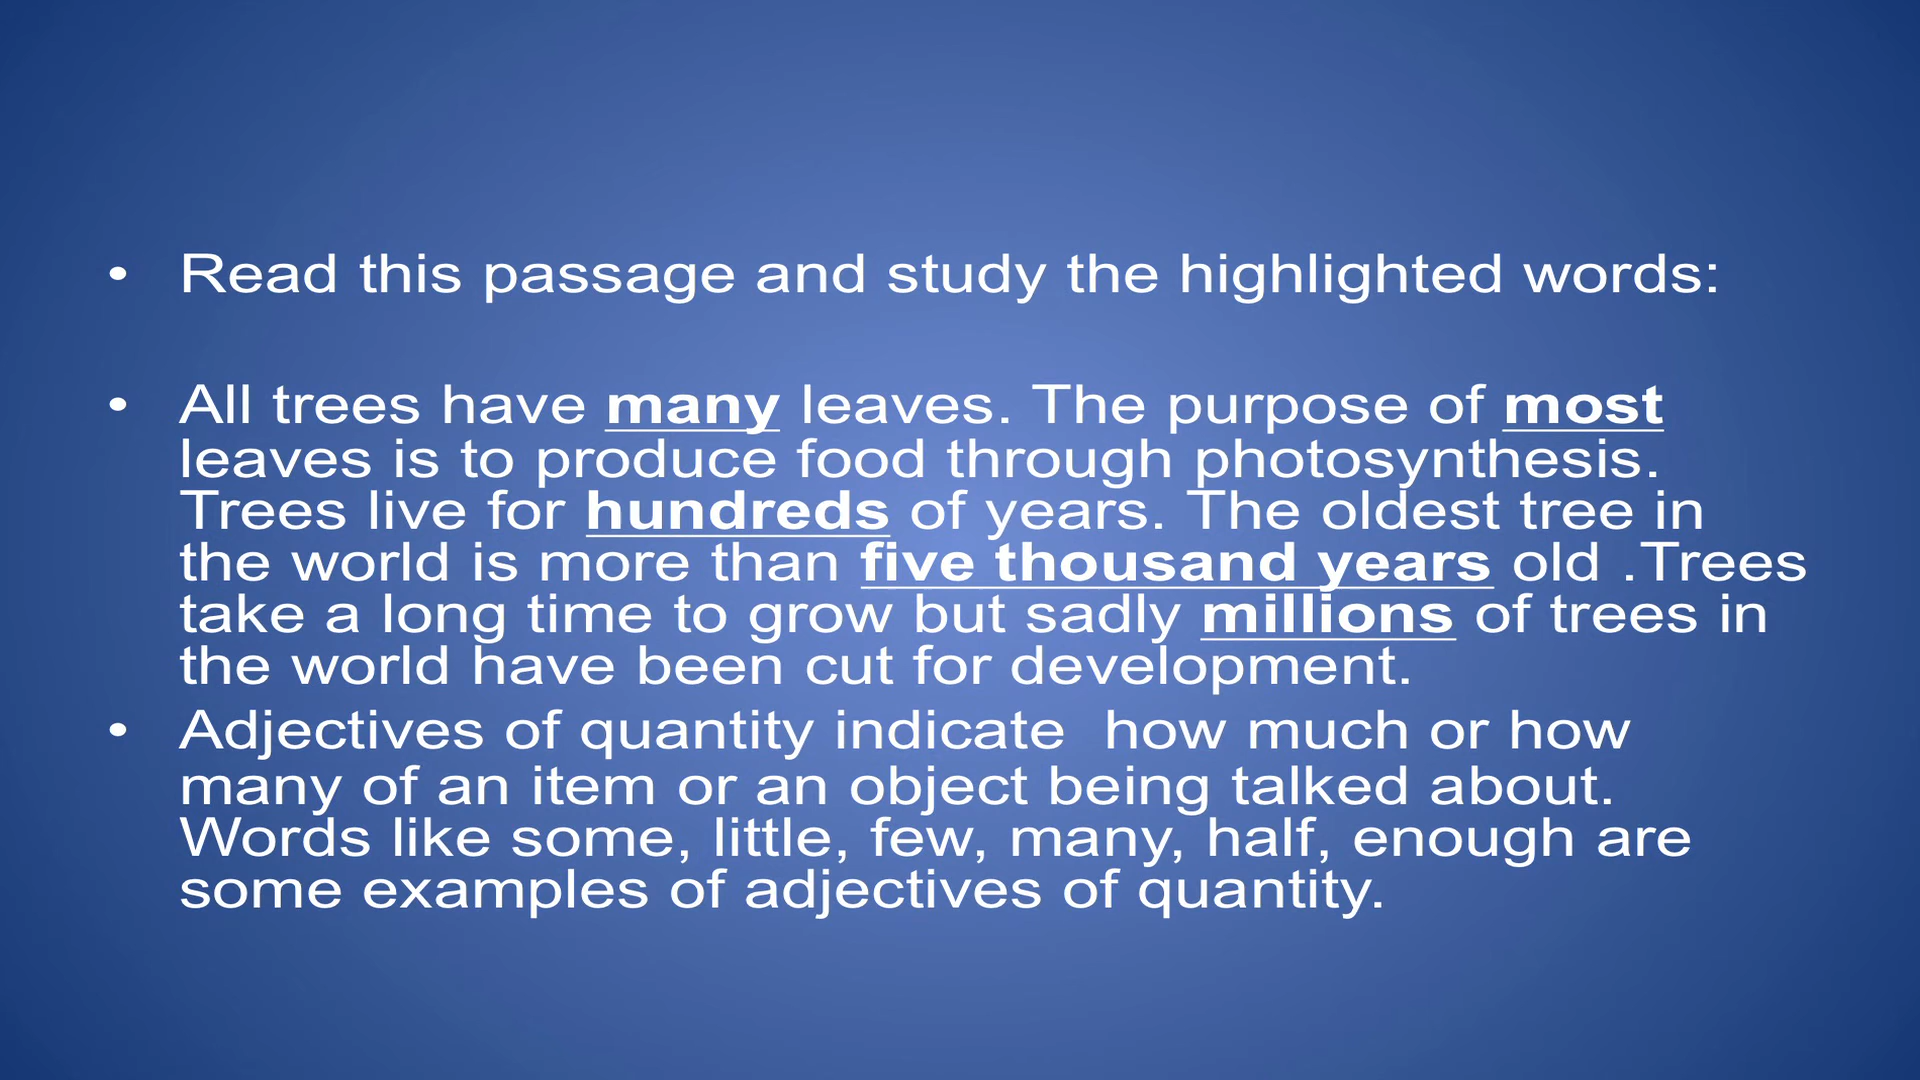 • Read this passage and study the highlighted words:
• All trees have many leaves. The purpose of most
leaves is to produce food through photosynthesis.
Trees live for hundreds of years. The oldest tree in
the world is more than five thousand years old .Trees
take a long time to grow but sadly millions of trees in
the world have been cut for development.
• Adjectives of quantity indicate  how much or how
many of an item or an object being talked about.
Words like some, little, few, many, half, enough are
some examples of adjectives of quantity.